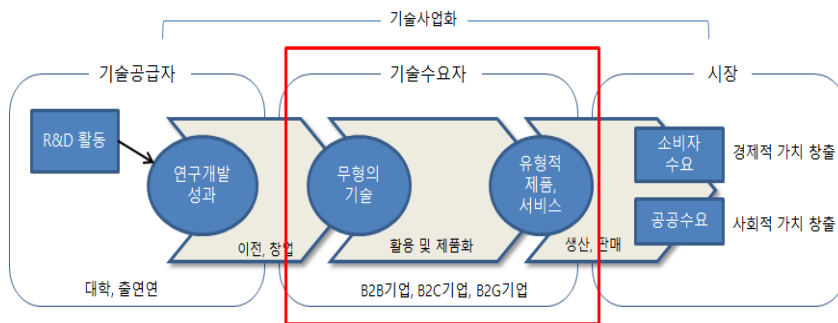 기술사업화
기술공급자
기술수요자
시장
R&D 활동
연구개발
성과
무형의
기술
유형적
제품,
서비스
소비자
수요
경제적 가치 창출
공공수요
사회적 가치 창출
이전, 창업
활용 및 제품화
생산, 판매
대학, 출연연
B2B기업, B2C기업, B2G기업